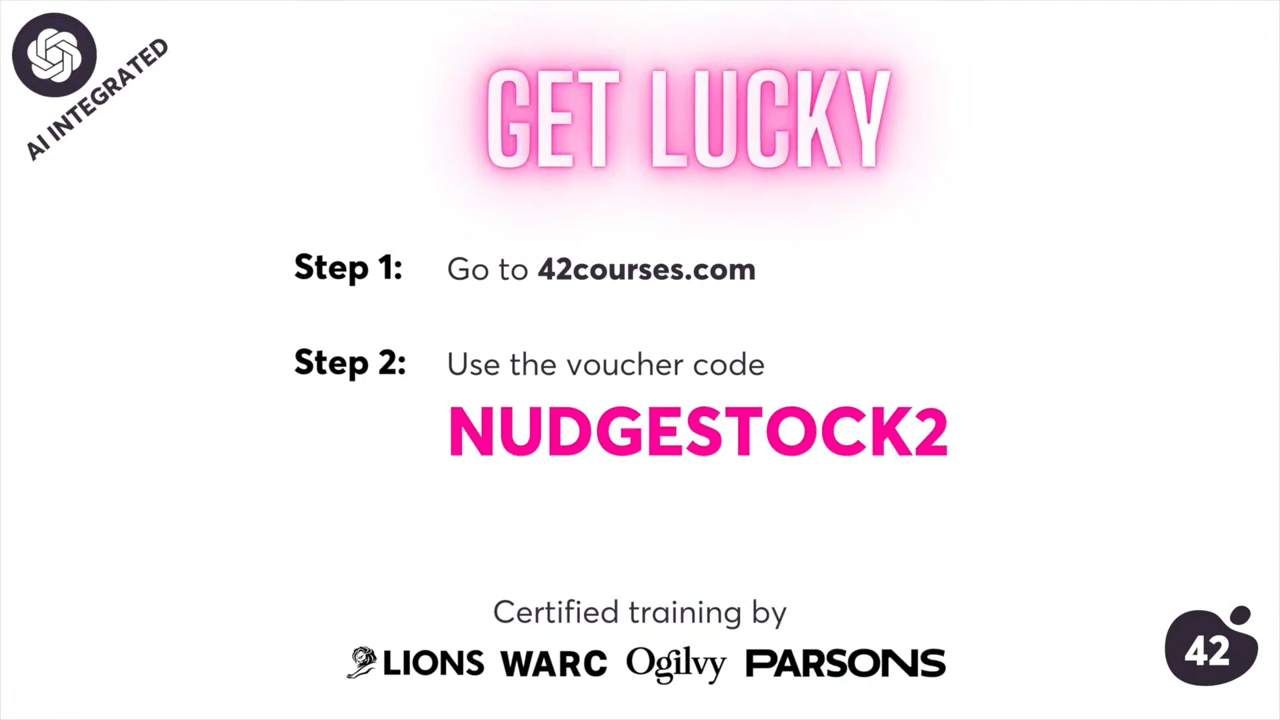 AI INTEGRATED
GET LUCKY
Step 1: Go to 42courses.com
Step 2: Use the voucher code
NUDGESTOCK2
Certified training by
LIONS WARC Ogilvy PARSONS
42